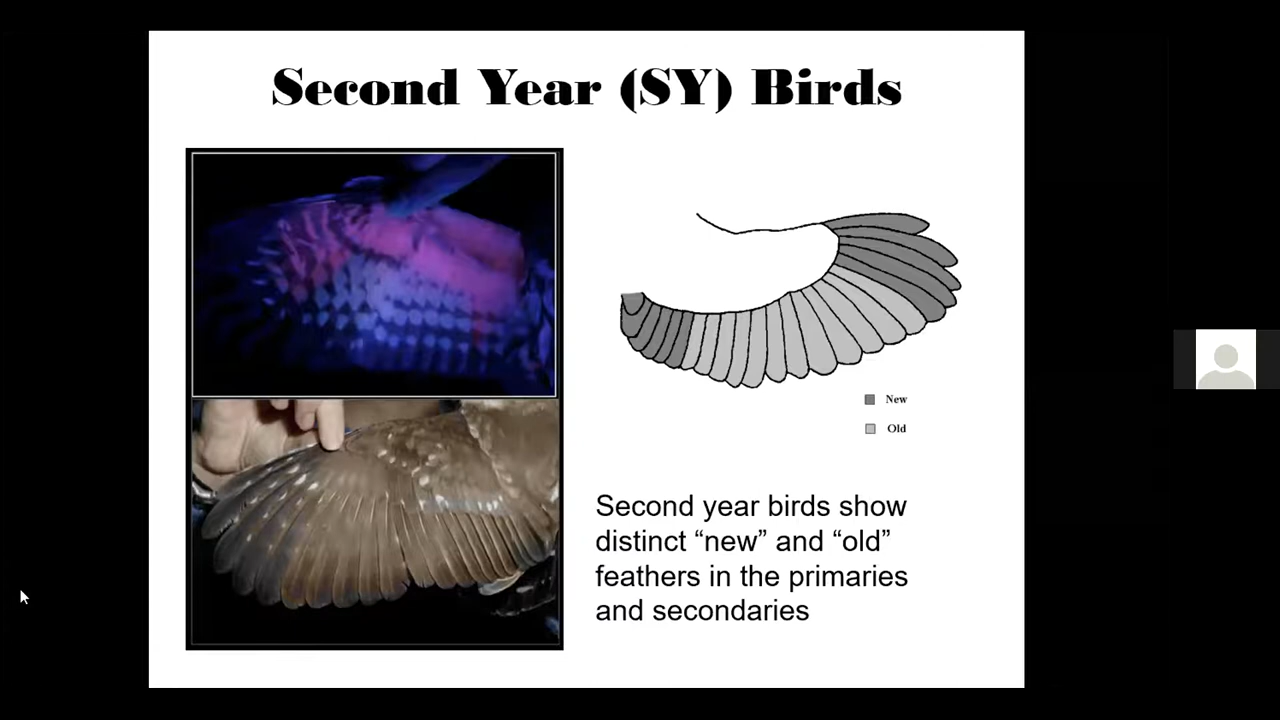 Second Year (SY) Birds
New
Old
Second year birds show
distinct “new” and “old”
feathers in the primaries
and secondaries